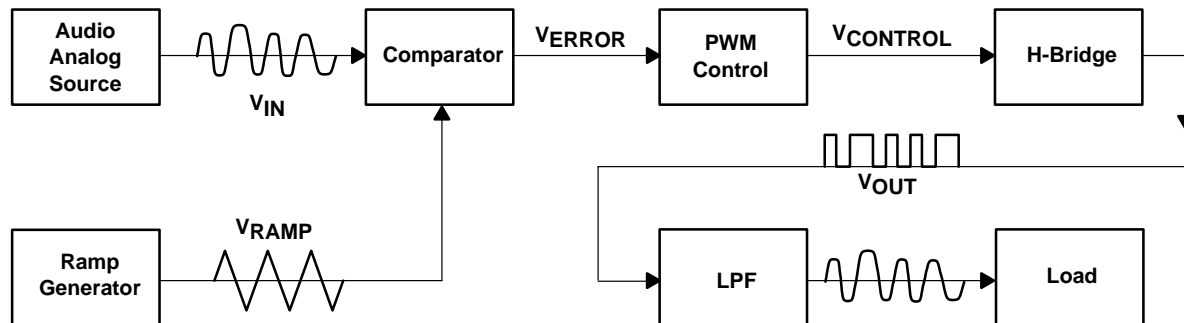 Audio
Analog
Source
VIN
Comparator
VERROR
PWM
Control
VCONTROL
H-Bridge
VOUT
Ramp
Generator
VRAMP
LPF
Load